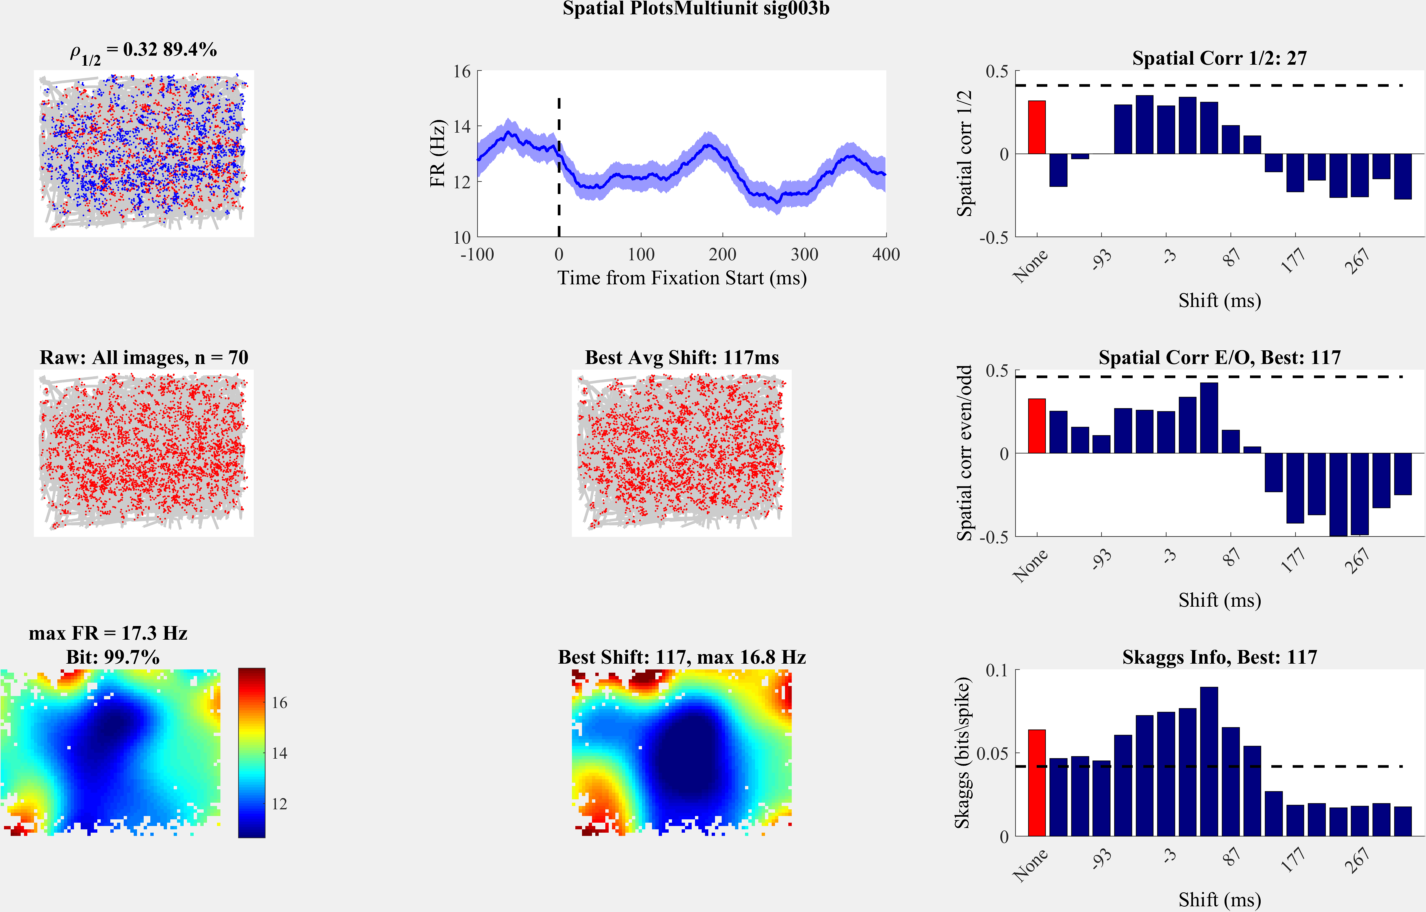 Spatial PlotsMultiunit sig003b
ρ1/2 = 0.32 89.4%
16
14
12
10
FR (Hz)
-100
0
100
200
300
400
Time from Fixation Start (ms)
Spatial Corr 1/2: 27
0.5
0
-0.5
Spatial corr 1/2
None
-93
-3
87
177
267
Shift (ms)
Raw: All images, n = 70
Best Avg Shift: 117ms
Spatial Corr E/O, Best: 117
0.5
0
-0.5
Spatial corr even/odd
None
-93
-3
87
177
267
Shift (ms)
max FR = 17.3 Hz
Bit: 99.7%
16
14
12
Best Shift: 117, max 16.8 Hz
Skaggs Info, Best: 117
0.1
0.05
0
Skaggs (bits\spike)
None
-93
-3
87
177
267
Shift (ms)